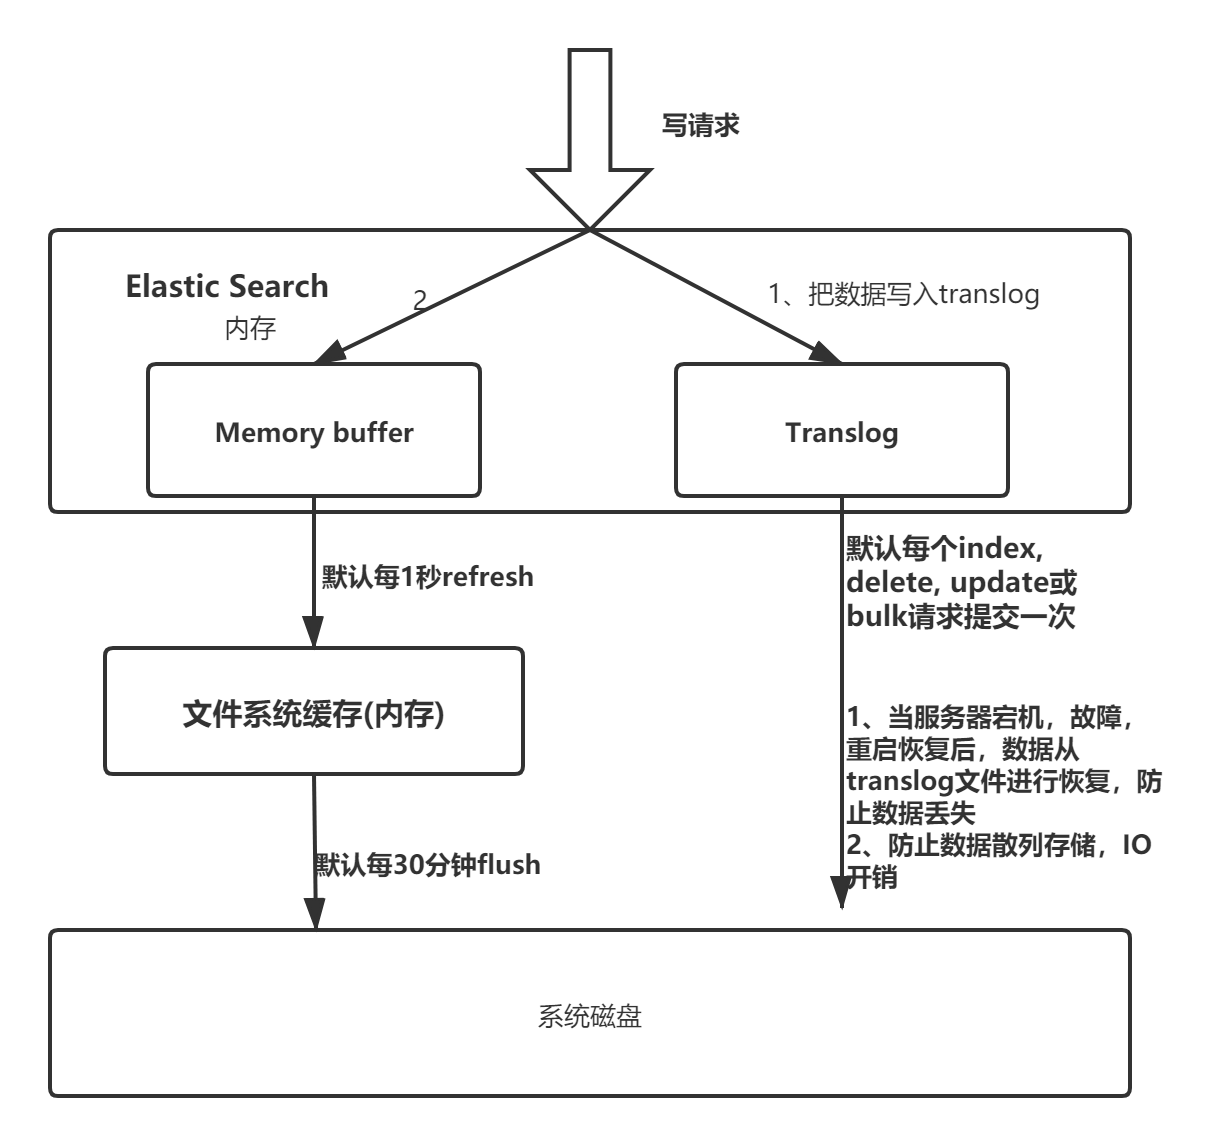 写请求
Elastic Search
内存
2
1、把数据写入translog
Memory buffer
Translog
默认每1秒refresh
默认每个index,
delete, update或
bulk请求提交一次
文件系统缓存(内存)
1、当服务器宕机，故障，
重启恢复后，数据从
translog文件进行恢复，防
止数据丢失
2、防止数据散列存储，IO
开销
默认每30分钟flush
系统磁盘